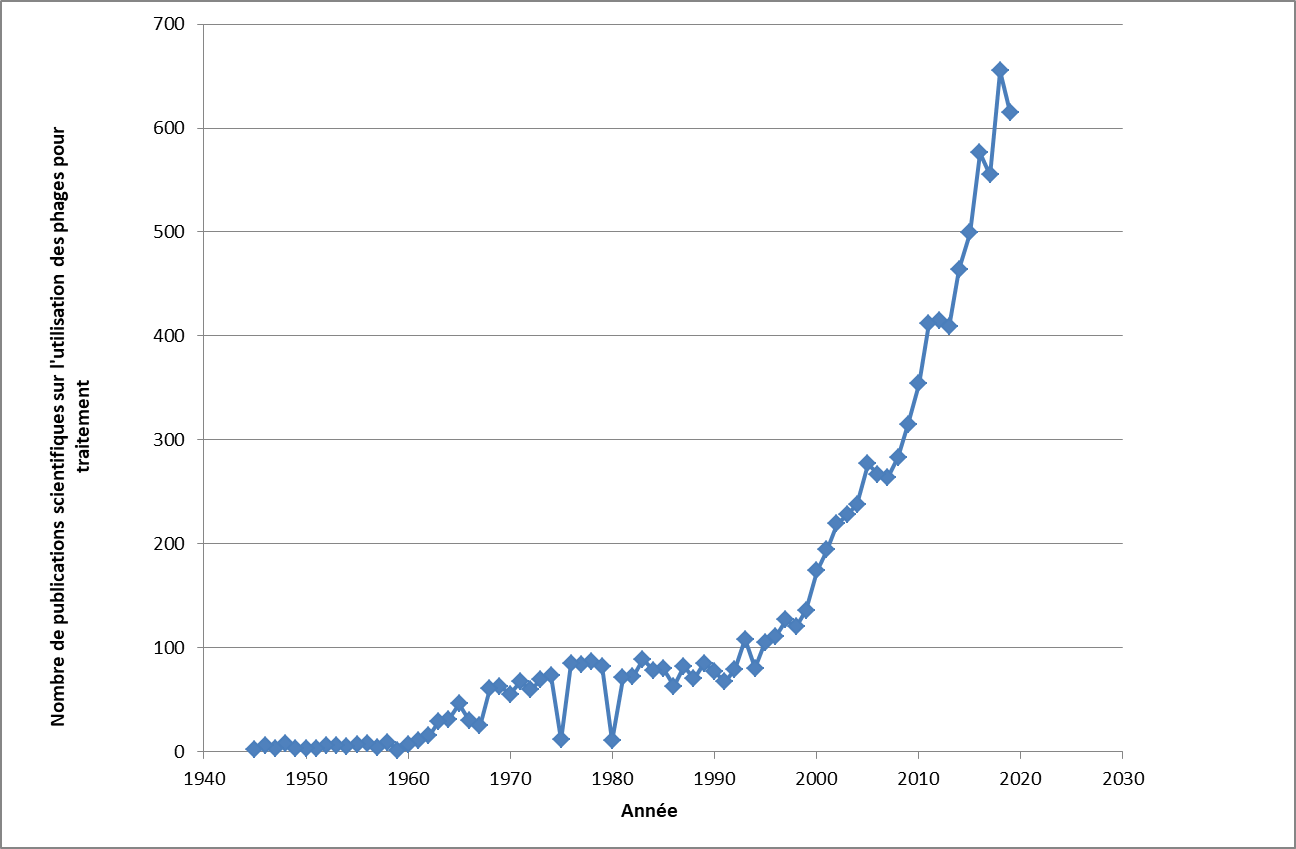 Nombre de publications scientifiques sur l'utilisation des phages pour
traitement
700
600
500
400
300
200
100
0
1940 1950 1960 1970 1980 1990 2000 2010 2020 2030
Année